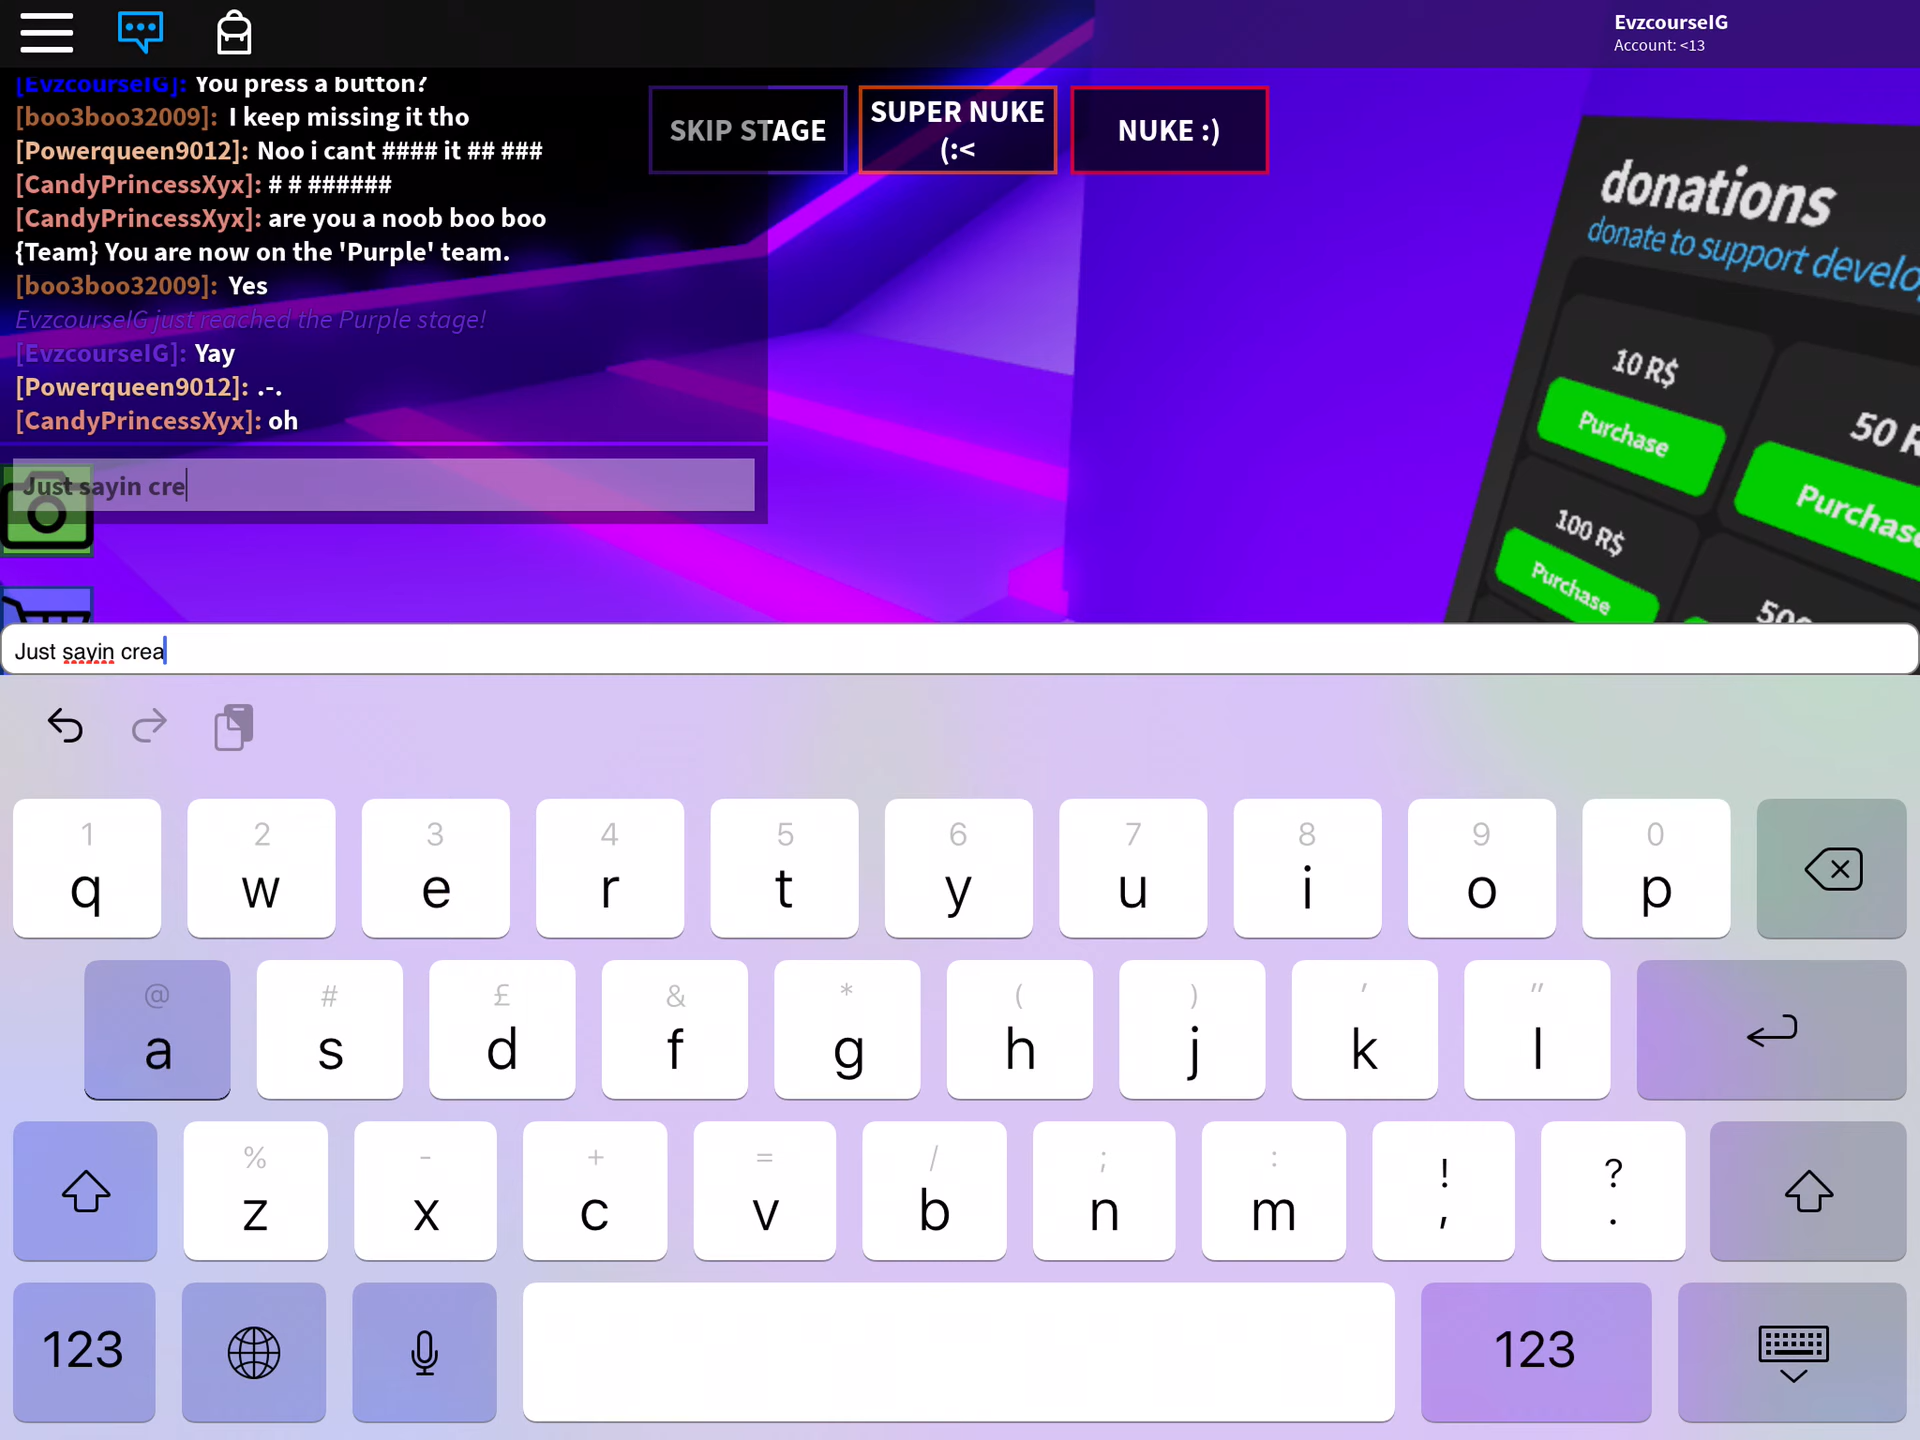 EvzcourseIG
Account: <13
[EvzcourseIG]: You press a button?
[boo3boo32009]: I keep missing it tho
[Powerqueen9012]: Noo i cant #### it ## ###
[CandyPrincessXyx]: # # ######
[CandyPrincessXyx]: are you a noob boo boo
{Team} You are now on the 'Purple' team.
[boo3boo32009]: Yes
EvzcourseIG just reached the Purple stage!
[EvzcourseIG]: Yay
[Powerqueen9012]: .-.
[CandyPrincessXyx]: oh
Just sayin cre
SKIP STAGE
SUPER NUKE
(:<
NUKE :)
donations
donate to support develo
10 R$
Purchase
50 R
Purchase
100 R$
Purchase
500
Just sayin crea
1 2 3 4 5 6 7 8 9 0
q w e r t y u i o p
@ # £ & * ( ) ' "
a s d f g h j k l
% - + = / ; : ! ?
z x c v b n m , .
123 123